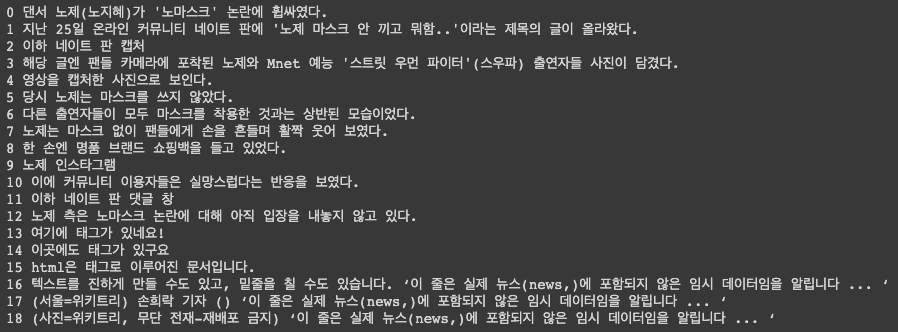 0 댄서 노제(노지혜)가 '노마스크' 논란에 휩싸였다.
1 지난 25일 온라인 커뮤니티 네이트 판에 '노제 마스크 안 끼고 뭐함..'이라는 제목의 글이 올라왔다.
2 이하 네이트 판 캡처
3 해당 글엔 팬들 카메라에 포착된 노제와 Mnet 예능 '스트릿 우먼 파이터'(스우파) 출연자들 사진이 담겼다.
4 영상을 캡처한 사진으로 보인다.
5 당시 노제는 마스크를 쓰지 않았다.
6 다른 출연자들이 모두 마스크를 착용한 것과는 상반된 모습이었다.
7 노제는 마스크 없이 팬들에게 손을 흔들며 활짝 웃어 보였다.
8 한 손엔 명품 브랜드 쇼핑백을 들고 있었다.
9 노제 인스타그램
10 이에 커뮤니티 이용자들은 실망스럽다는 반응을 보였다.
11 이하 네이트 판 댓글 창
12 노제 측은 노마스크 논란에 대해 아직 입장을 내놓지 않고 있다.
13 여기에 태그가 있네요!
14 이곳에도 태그가 있구요
15 html은 태그로 이루어진 문서입니다.
16 텍스트를 진하게 만들 수도 있고, 밑줄을 칠 수도 있습니다. ‘이 줄은 실제 뉴스(news,)에 포함되지 않은 임시 데이터임을 알립니다 ... ‘
17 (서울=위키트리) 손희락 기자 () ‘이 줄은 실제 뉴스(news,)에 포함되지 않은 임시 데이터임을 알립니다 ... ‘
18 (사진=위키트리, 무단 전재-재배포 금지) ‘이 줄은 실제 뉴스(news,)에 포함되지 않은 임시 데이터임을 알립니다 ... ‘